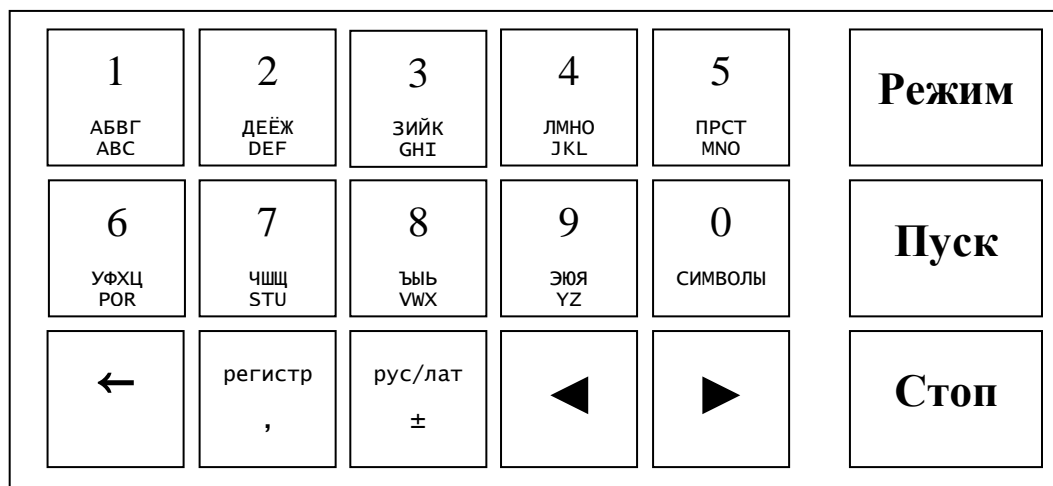 1 2 3 4 5 Режим
АБВГ ДЕЁЖ ЗИЙК ЛМНО ПРСТ
ABC DEF GHI JKL MNO
6 7 8 9 0 Пуск
УФХЦ ЧШЩ ЪЫЬ ЭЮЯ СИМВОЛЫ
POR STU VWX YZ
← регистр рус/лат ◄ ► Стоп
, ±